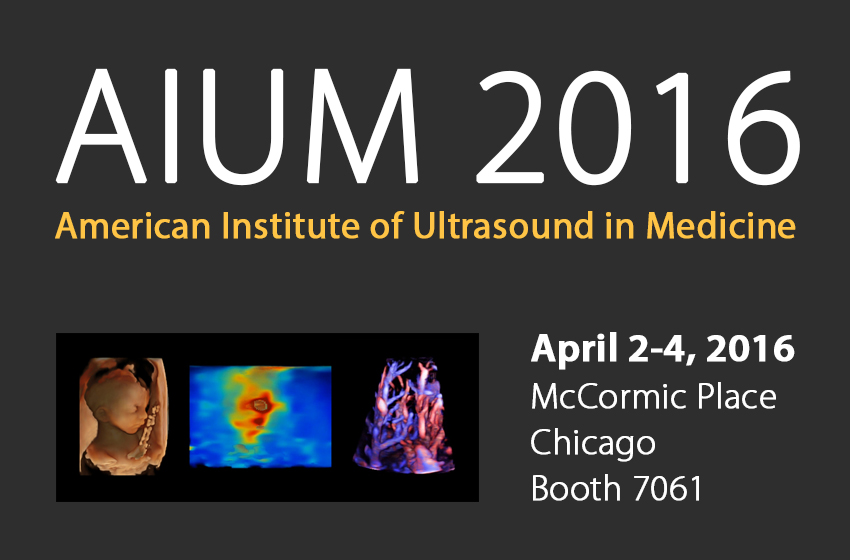 AIUM 2016
American Institute of Ultrasound in Medicine
April 2-4, 2016
McCormic Place
Chicago
Booth 7061